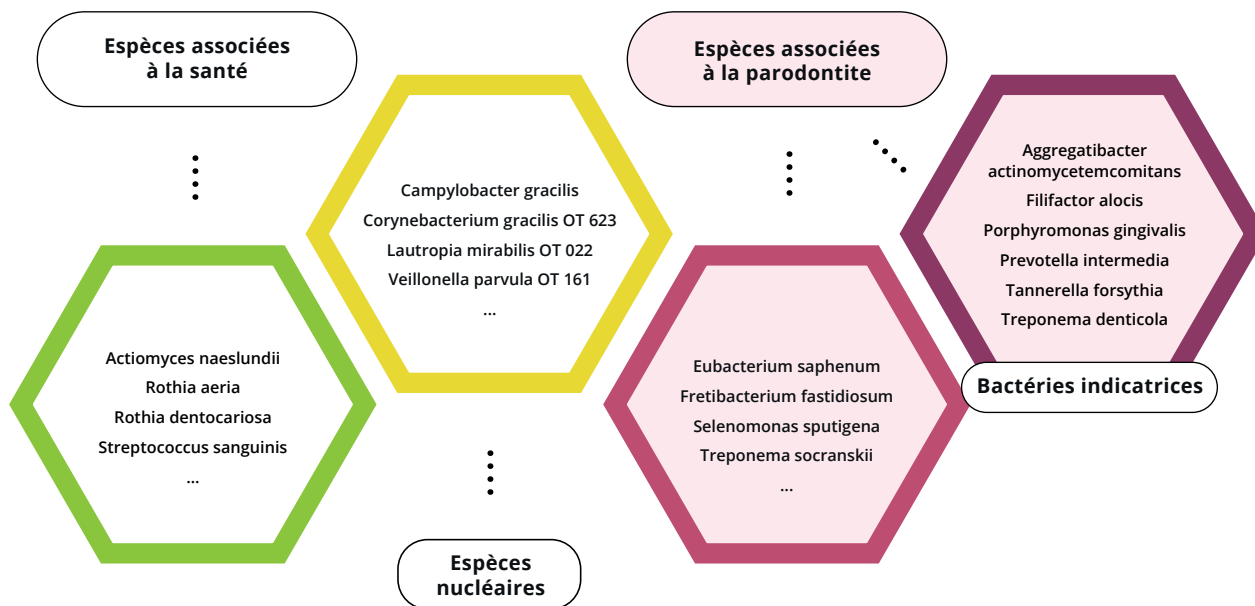 Espèces associées
à la santé
Actiomyces naeslundii
Rothia aeria
Rothia dentocariosa
Streptococcus sanguinis
...
Campylobacter gracilis
Corynebacterium gracilis OT 623
Lautropia mirabilis OT 022
Veillonella parvula OT 161
...
Espèces
nucléaires
Espèces associées
à la parodontite
Eubacterium saphenum
Fretibacterium fastidiosum
Selenomonas sputigena
Treponema socranskii
...
Aggregatibacter
actinomycetemcomitans
Filifactor alocis
Porphyromonas gingivalis
Prevotella intermedia
Tannerella forsythia
Treponema denticola
Bactéries indicatrices